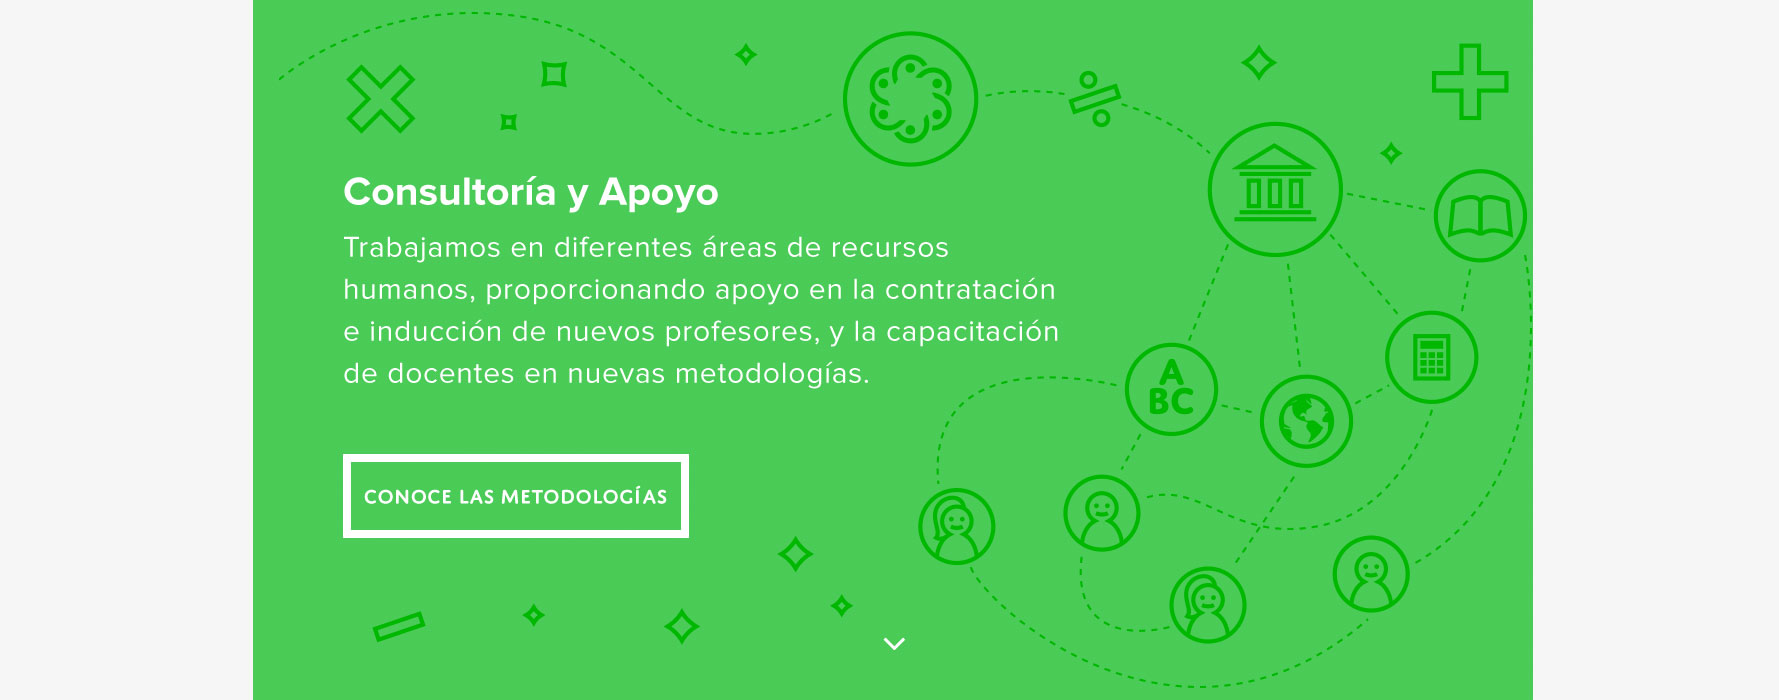 Consultoría y Apoyo
Trabajamos en diferentes áreas de recursos
humanos, proporcionando apoyo en la contratación
e inducción de nuevos profesores, y la capacitación
de docentes en nuevas metodologías.
A
BC
CONOCE LAS METODOLOGÍAS